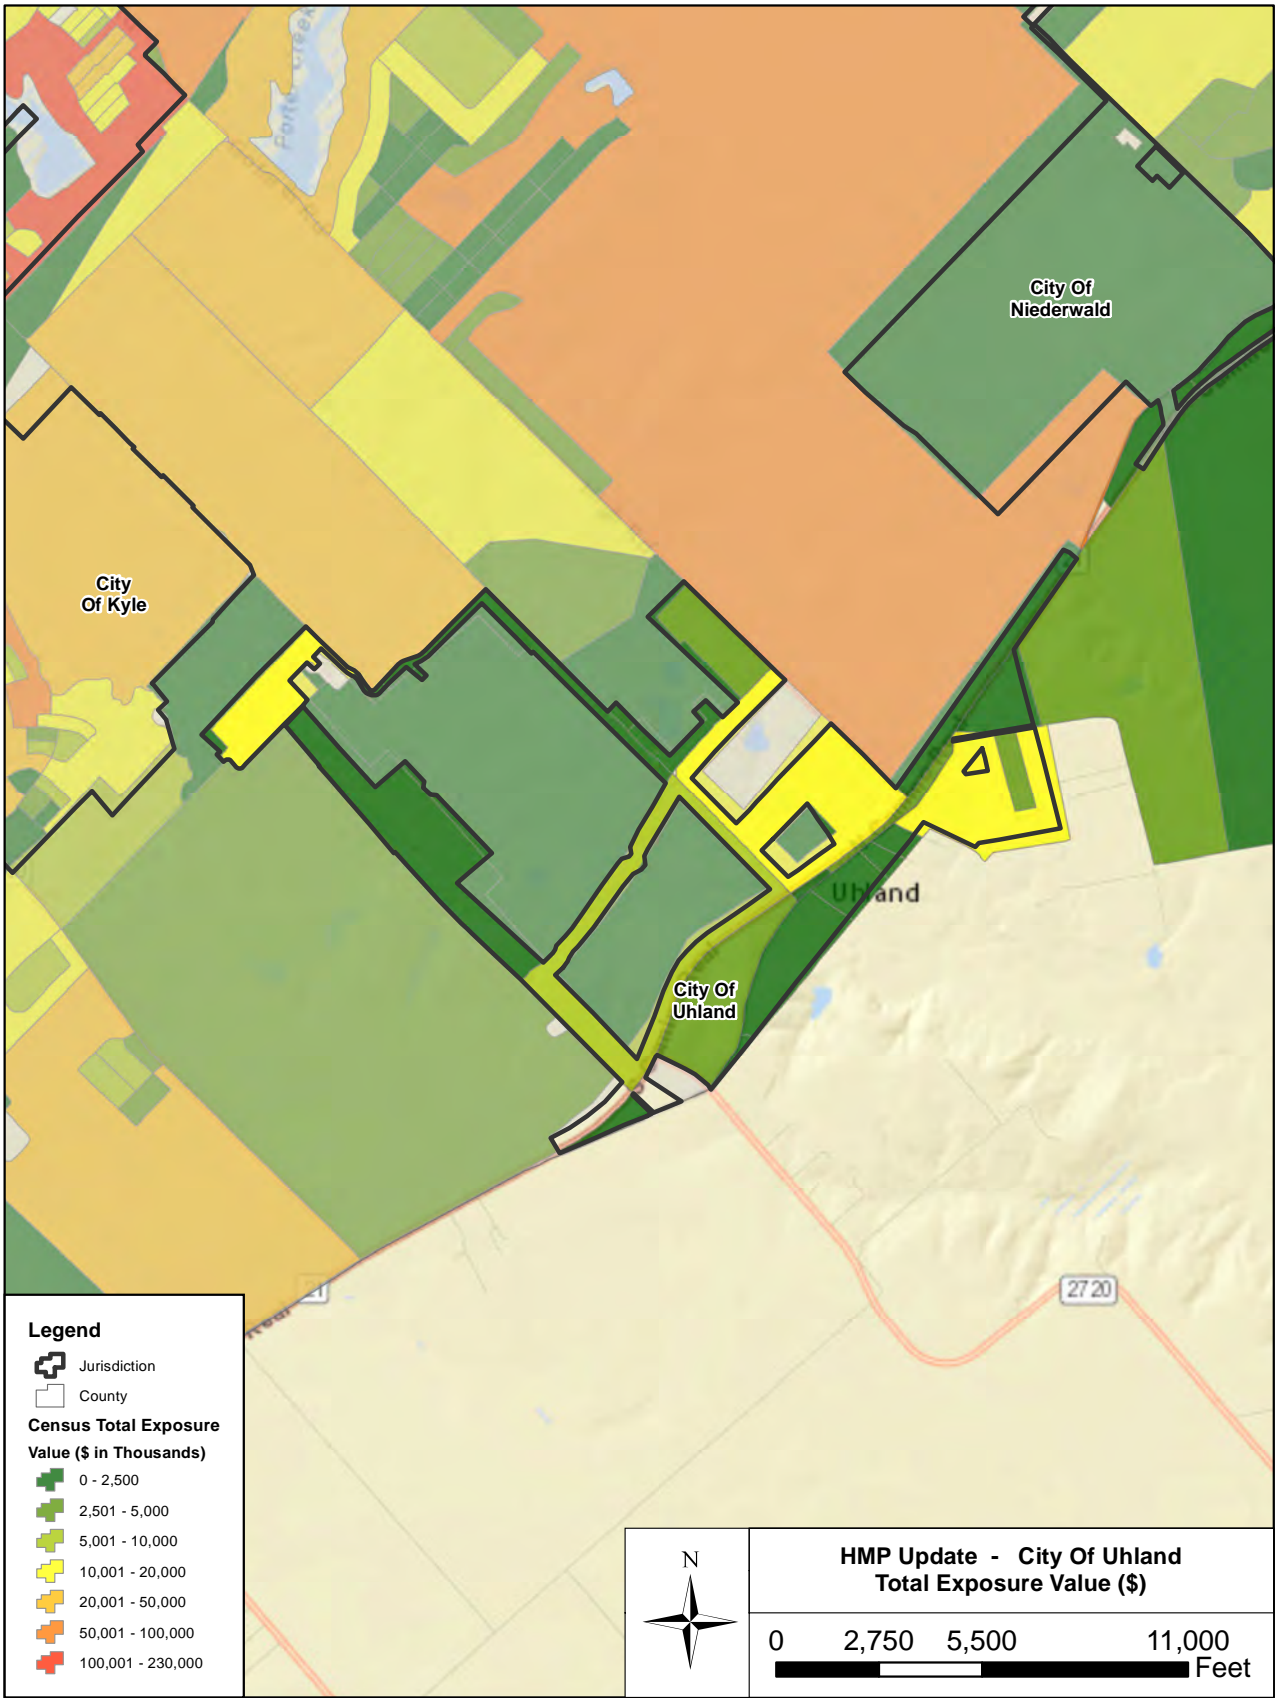 Porter Creek
City Of
Niederwald
City
Of Kyle
Uhland
City Of
Uhland
21
2720
Legend
Jurisdiction
County
Census Total Exposure
Value ($ in Thousands)
0 - 2,500
2,501 - 5,000
5,001 - 10,000
10,001 - 20,000
20,001 - 50,000
50,001 - 100,000
100,001 - 230,000
N
HMP Update - City Of Uhland
Total Exposure Value ($)
0 2,750 5,500 11,000
Feet